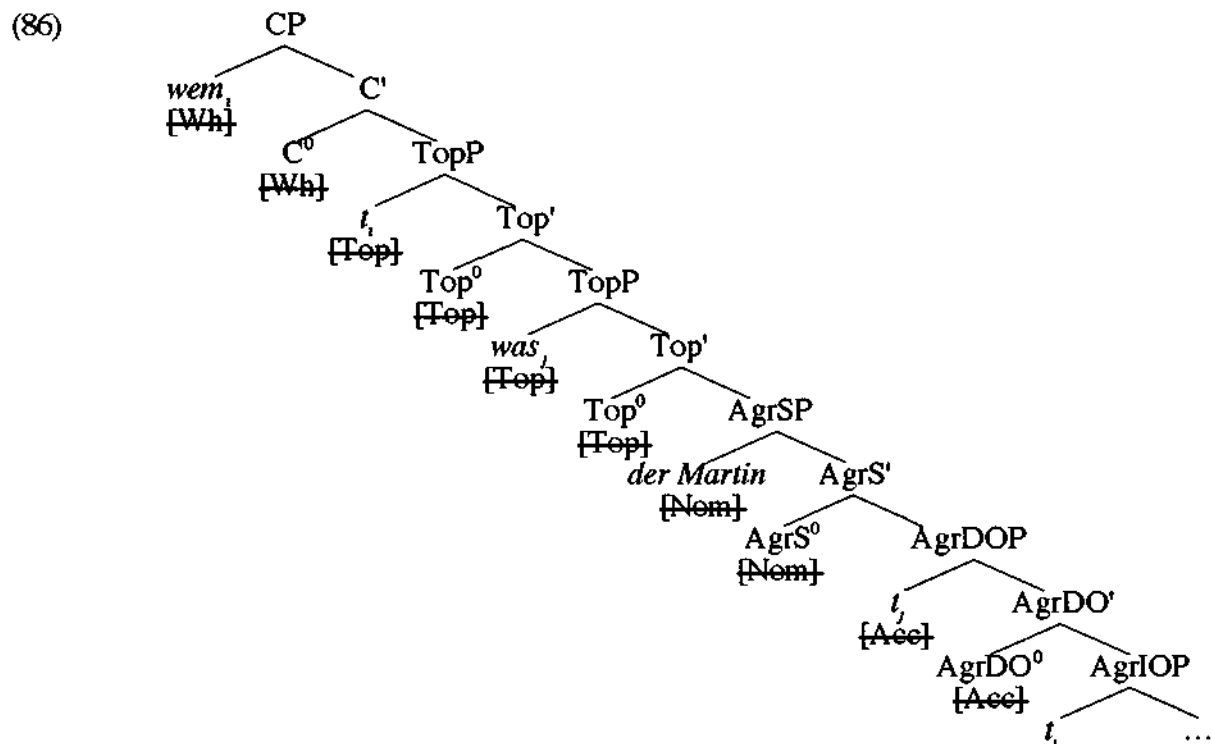 (86)
CP
wemᵢ C'
[Wh]
C⁰ TopP
[Wh]
tᵢ Top'
[Top]
Top⁰ TopP
[Top]
wasⱼ Top'
[Top]
Top⁰ AgrSP
[Top]
der Martin AgrS'
[Nom]
AgrS⁰ AgrDOP
[Nom]
tⱼ AgrDO'
[Acc]
AgrDO⁰ AgrIOP
[Acc]
tᵢ …